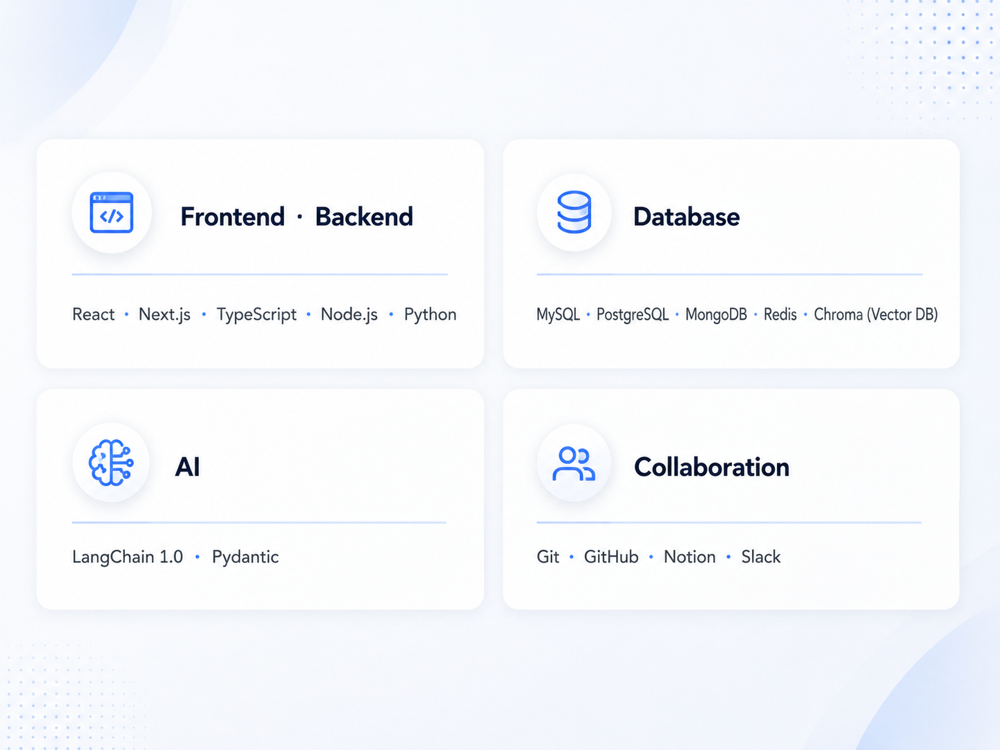 Frontend · Backend
React • Next.js • TypeScript • Node.js • Python
Database
MySQL • PostgreSQL • MongoDB • Redis • Chroma (Vector DB)
AI
LangChain 1.0 • Pydantic
Collaboration
Git • GitHub • Notion • Slack